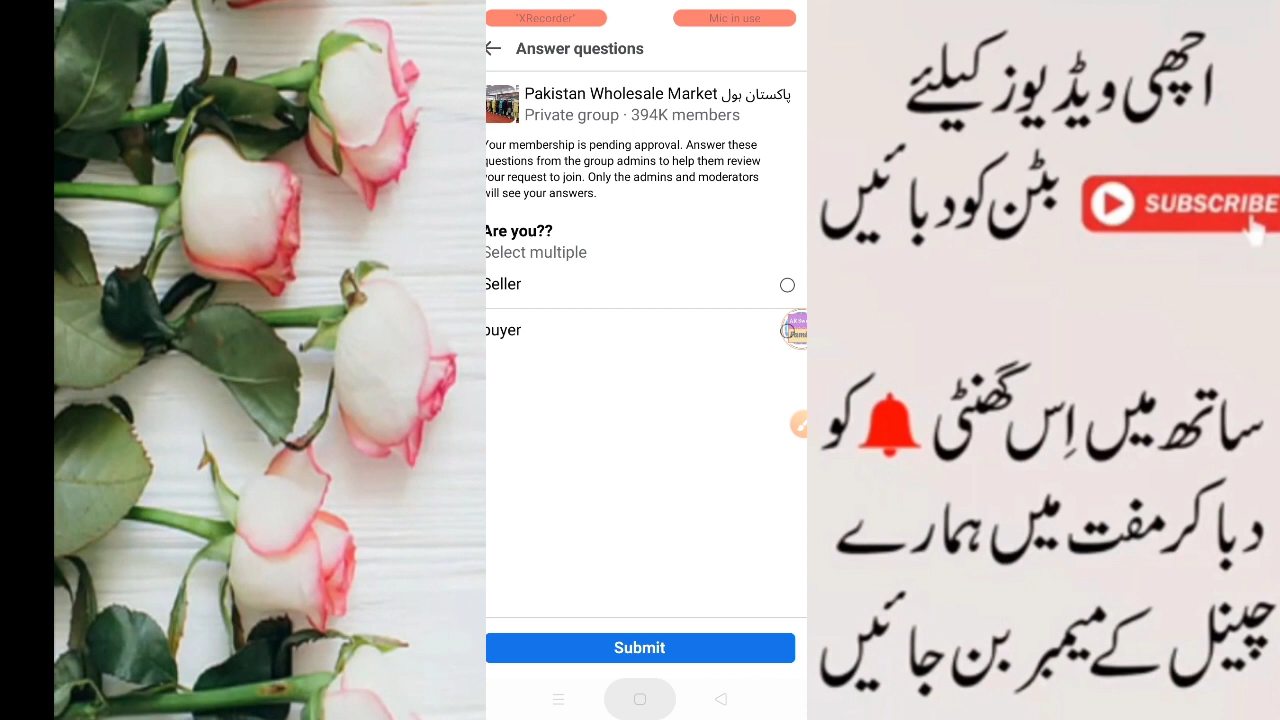 "XRecorder"
Mic in use
Answer questions
Pakistan Wholesale Market پاکستان ہول
Private group · 394K members
Your membership is pending approval. Answer these
questions from the group admins to help them review
your request to join. Only the admins and moderators
will see your answers.
Are you??
Select multiple
Seller
buyer
Submit
اچھی ویڈیوز کیلئے
بٹن کودبائیں
SUBSCRIBE
ساتھ میں اِس گھنٹی کو
دبا کر مفت میں ہمارے
چینل کے میمبر بن جائیں